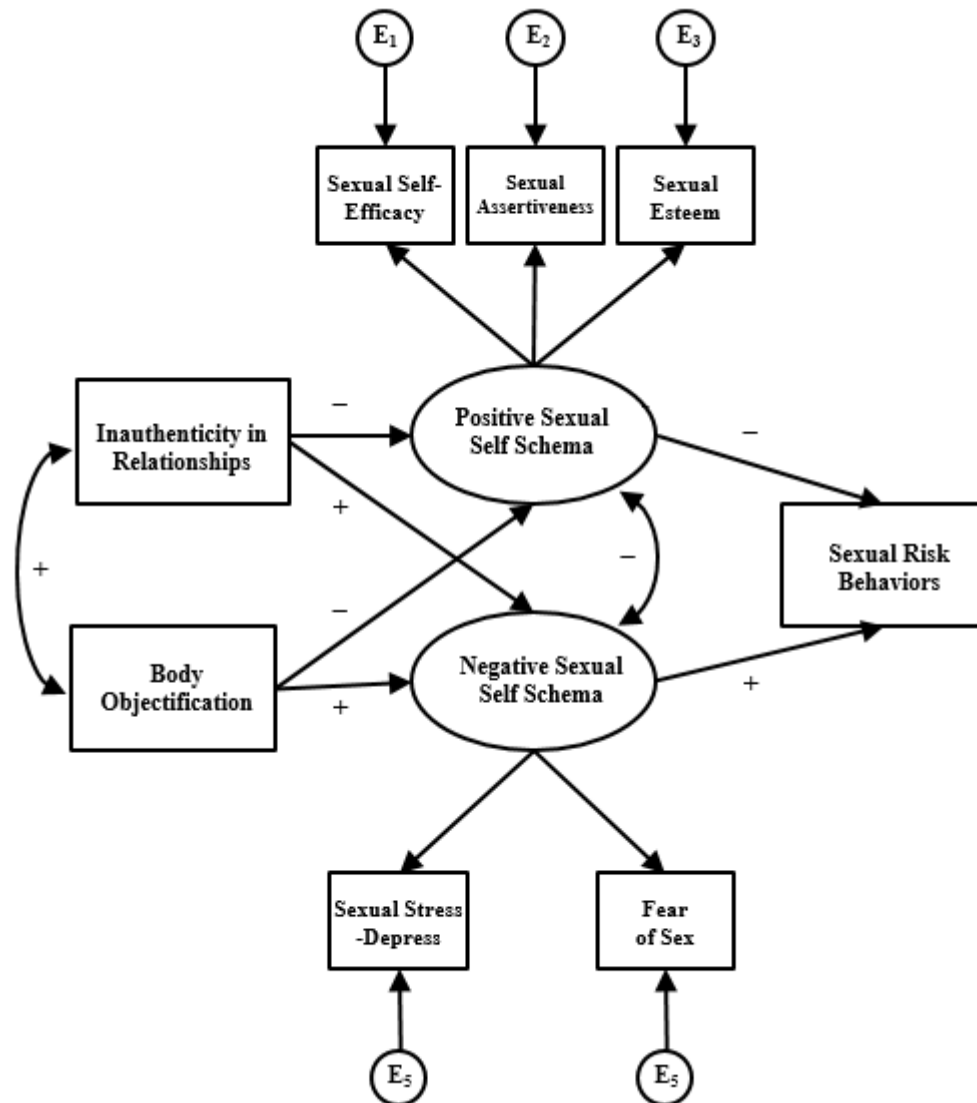 E₁
E₂
E₃
Sexual Self-
Efficacy
Sexual
Assertiveness
Sexual
Esteem
Inauthenticity in
Relationships
–
+
Positive Sexual
Self Schema
–
+
–
Sexual Risk
Behaviors
Body
Objectification
–
+
Negative Sexual
Self Schema
+
Sexual Stress
-Depress
Fear
of Sex
E₅
E₅